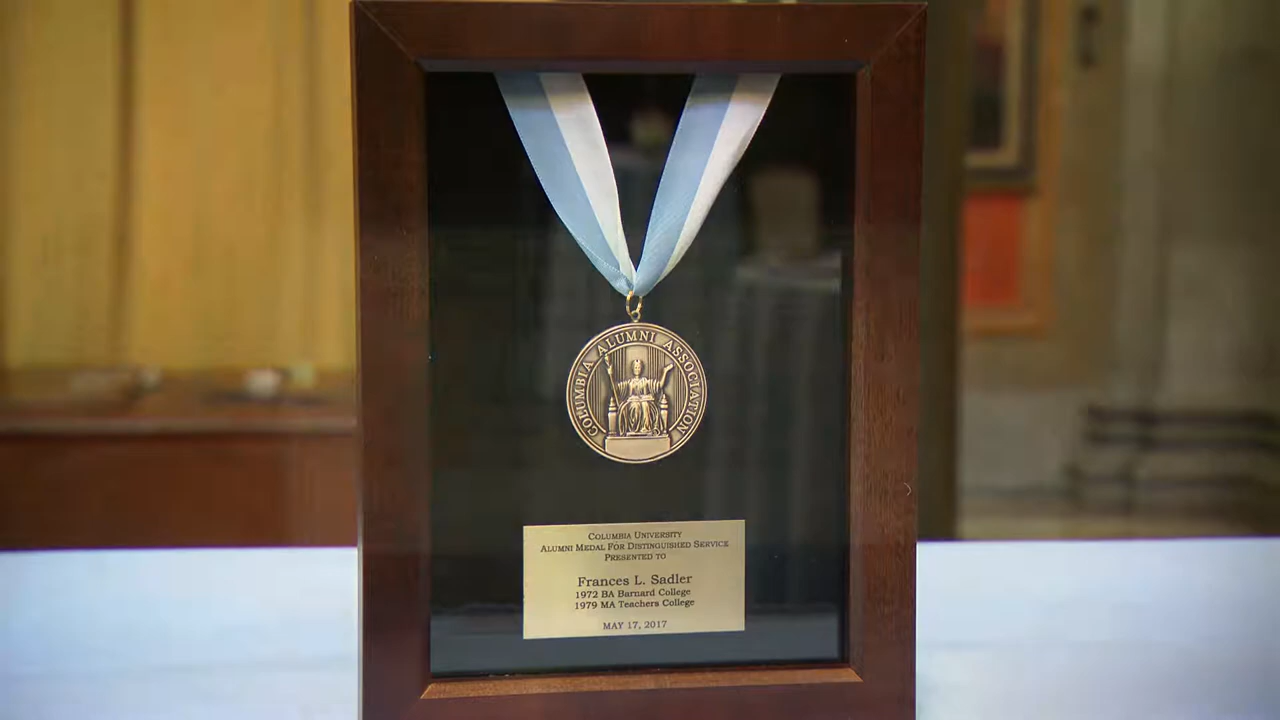 COLUMBIA ALUMNI ASSOCIATION
COLUMBIA UNIVERSITY
ALUMNI MEDAL FOR DISTINGUISHED SERVICE
PRESENTED TO
Frances L. Sadler
1972 BA Barnard College
1979 MA Teachers College
MAY 17, 2017